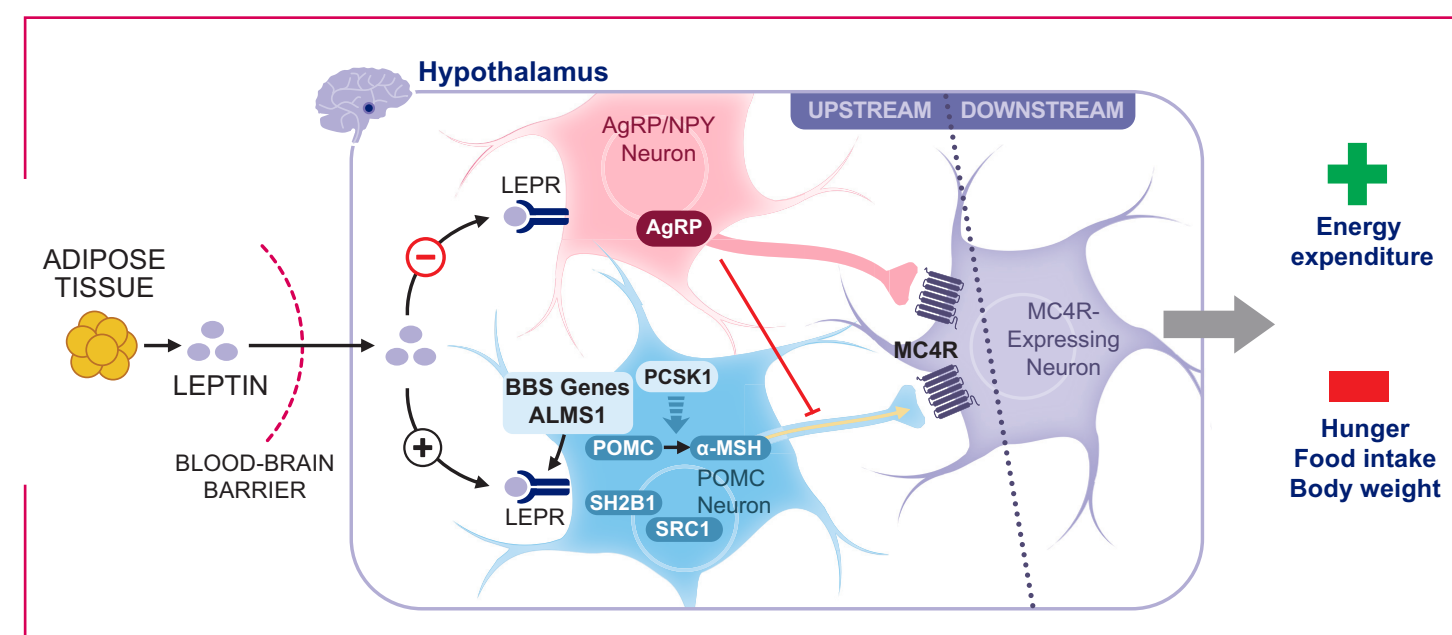 Hypothalamus
UPSTREAM
DOWNSTREAM
AgRP/NPY
Neuron
LEPR
AgRP
ADIPOSE
TISSUE
LEPTIN
BLOOD-BRAIN
BARRIER
−
+
BBS Genes
ALMS1
PCSK1
POMC
α-MSH
POMC
Neuron
LEPR
SH2B1
SRC1
MC4R
MC4R-
Expressing
Neuron
Energy
expenditure
Hunger
Food intake
Body weight